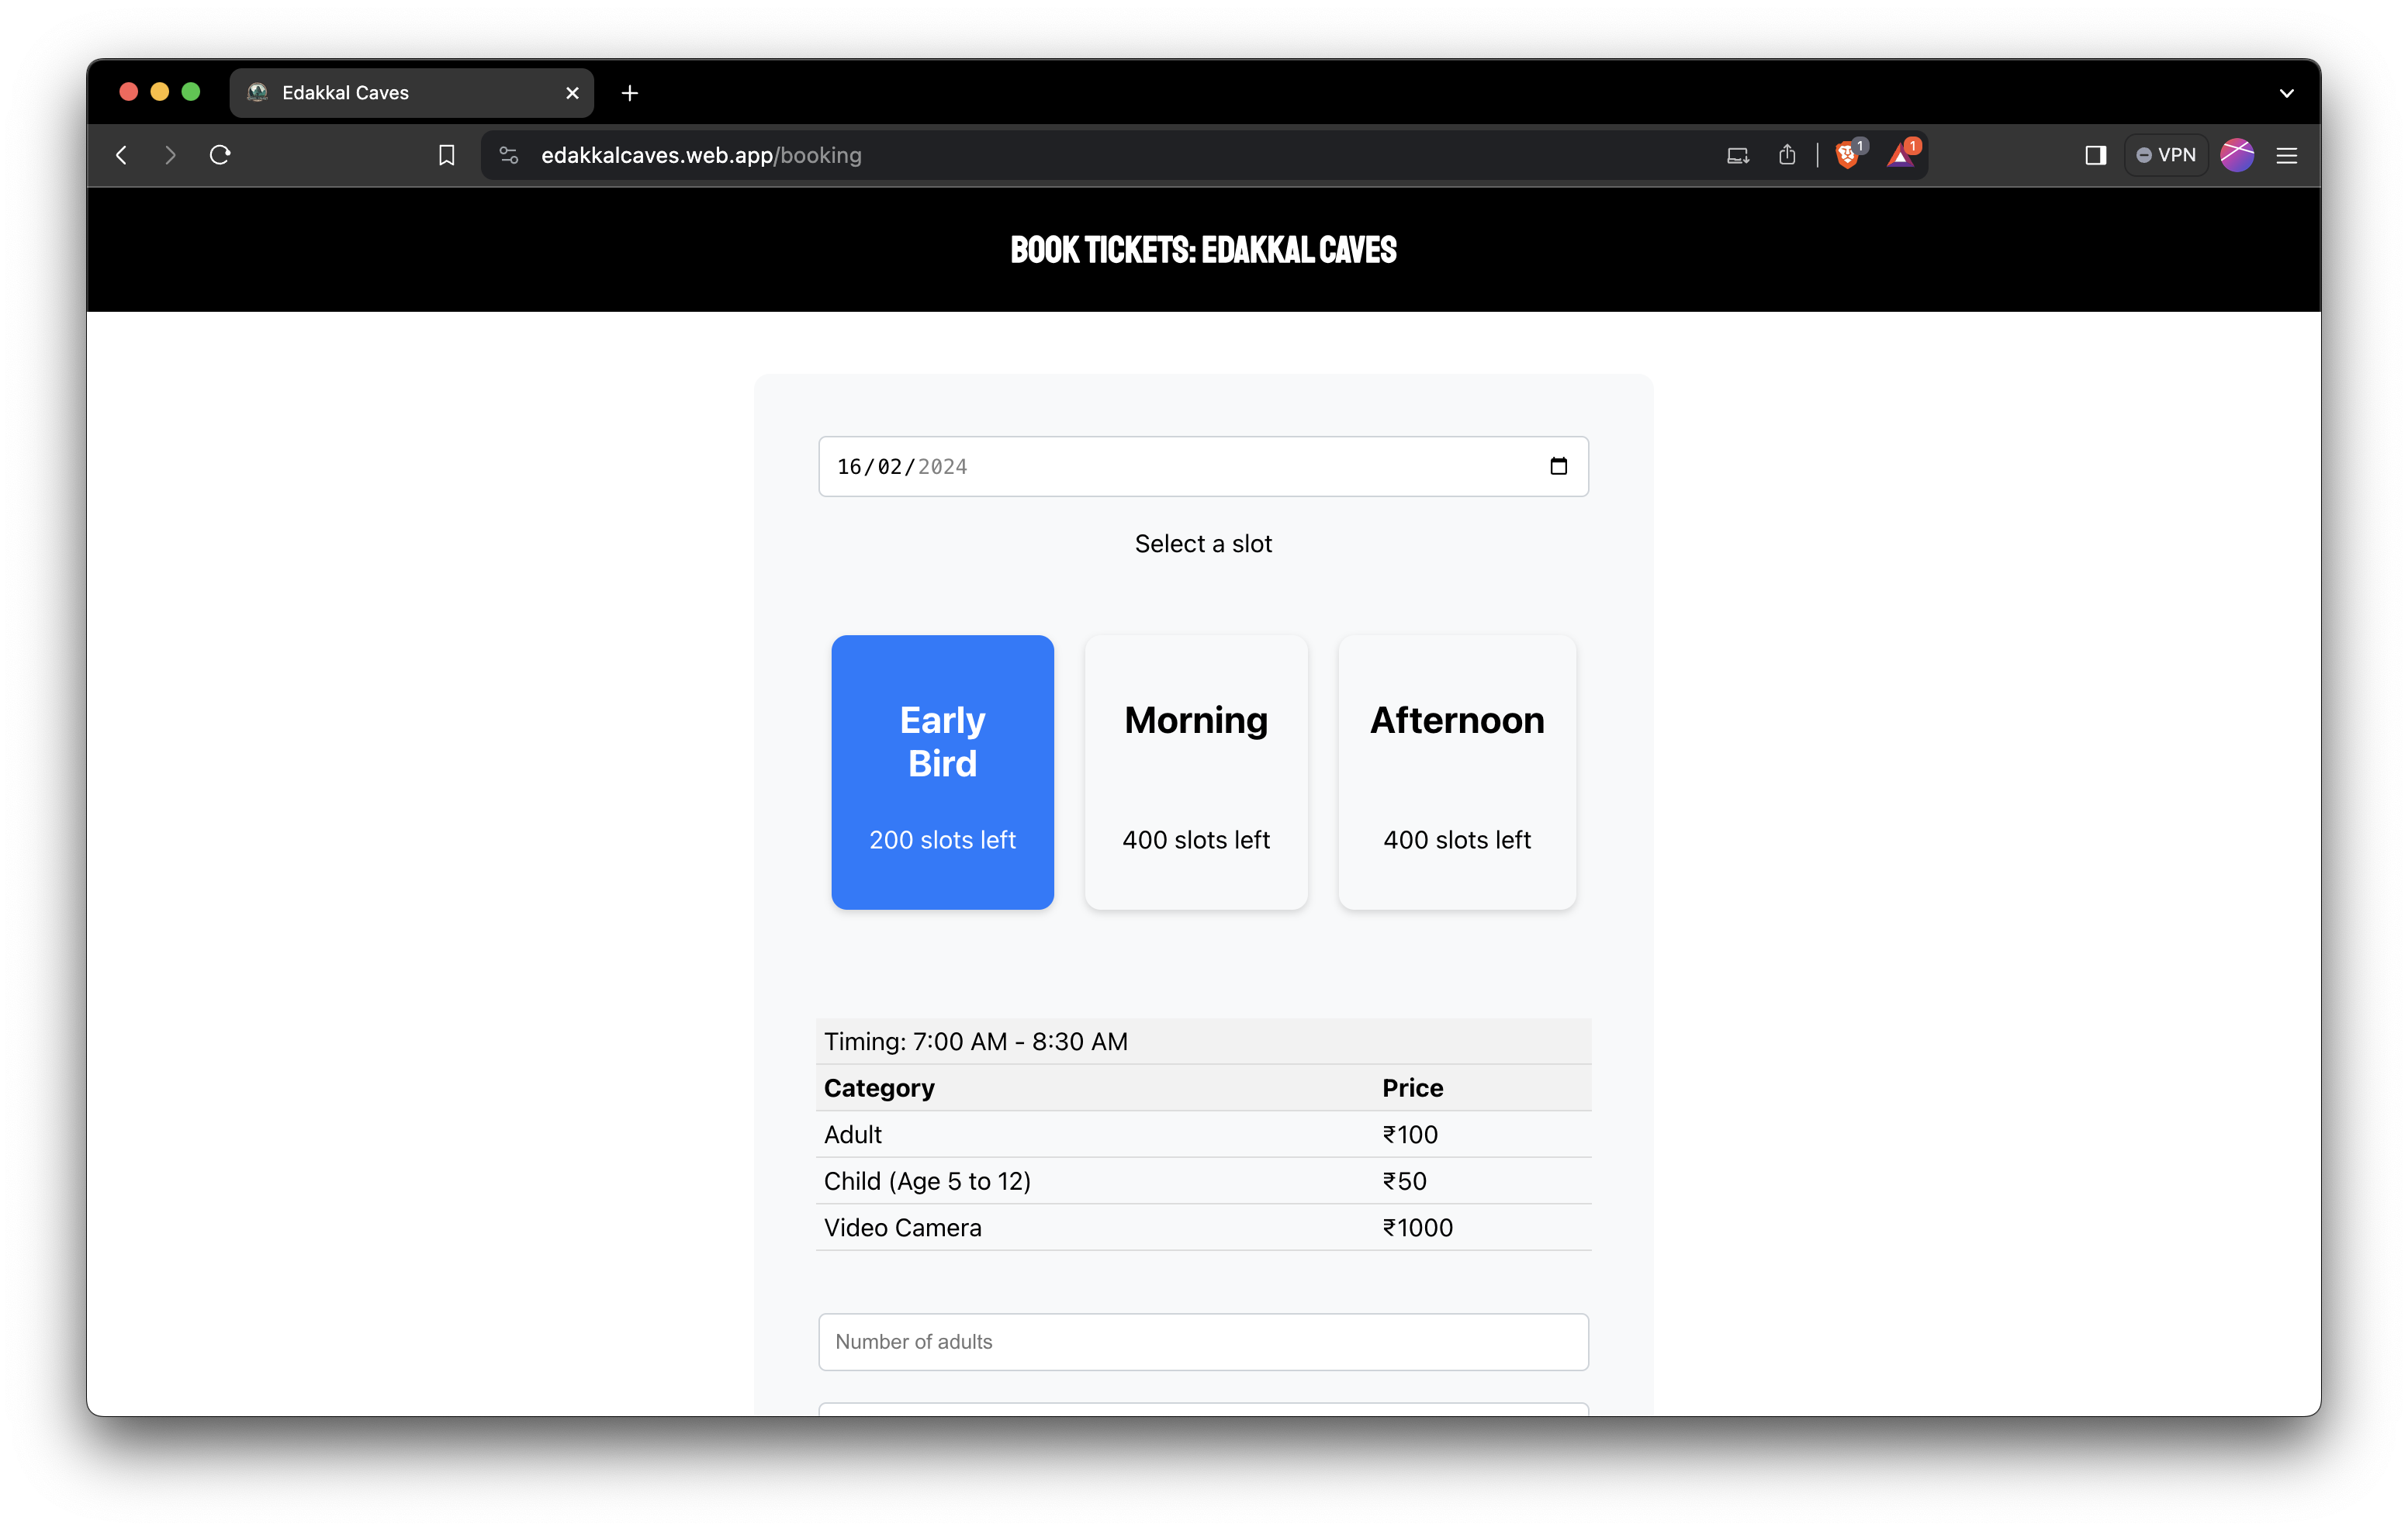 Edakkal Caves
edakkalcaves.web.app/booking
1
1
VPN
BOOK TICKETS: EDAKKAL CAVES
16/02/2024
Select a slot
Early
Bird
200 slots left
Morning
400 slots left
Afternoon
400 slots left
Timing: 7:00 AM - 8:30 AM
Category Price
Adult ₹100
Child (Age 5 to 12) ₹50
Video Camera ₹1000
Number of adults